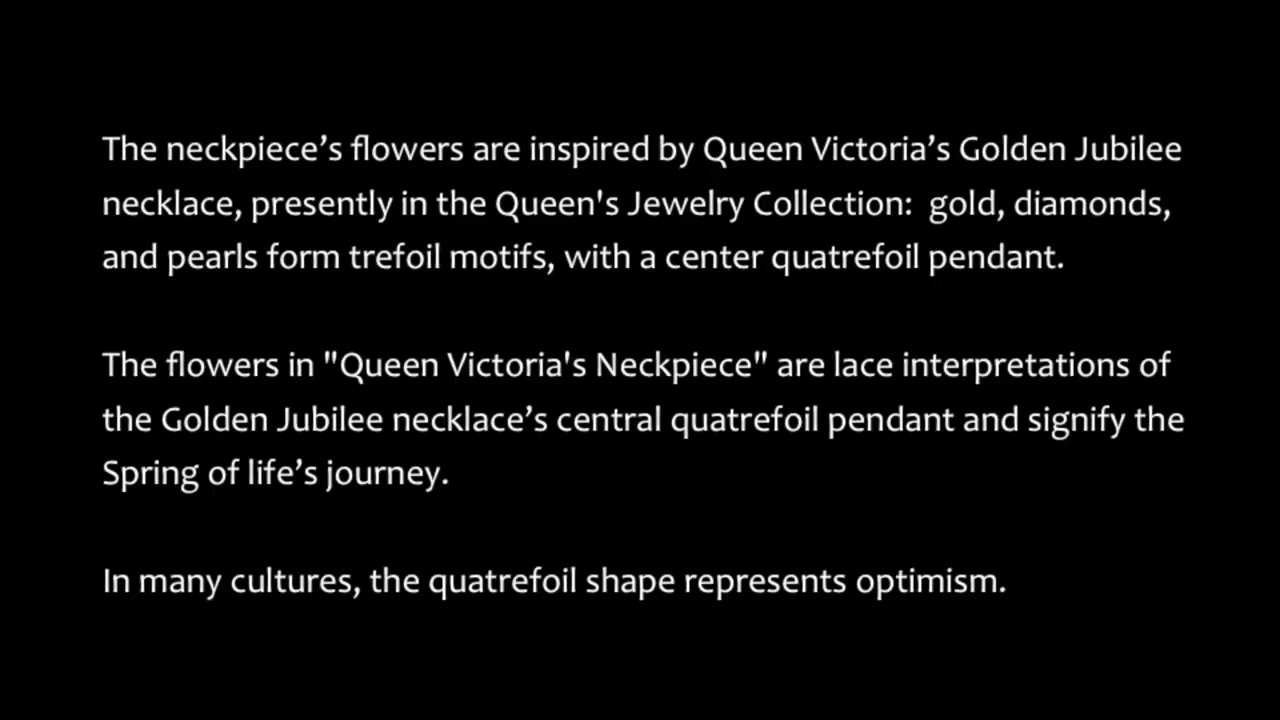 The neckpiece’s flowers are inspired by Queen Victoria’s Golden Jubilee
necklace, presently in the Queen's Jewelry Collection:  gold, diamonds,
and pearls form trefoil motifs, with a center quatrefoil pendant.
The flowers in "Queen Victoria's Neckpiece" are lace interpretations of
the Golden Jubilee necklace’s central quatrefoil pendant and signify the
Spring of life’s journey.
In many cultures, the quatrefoil shape represents optimism.